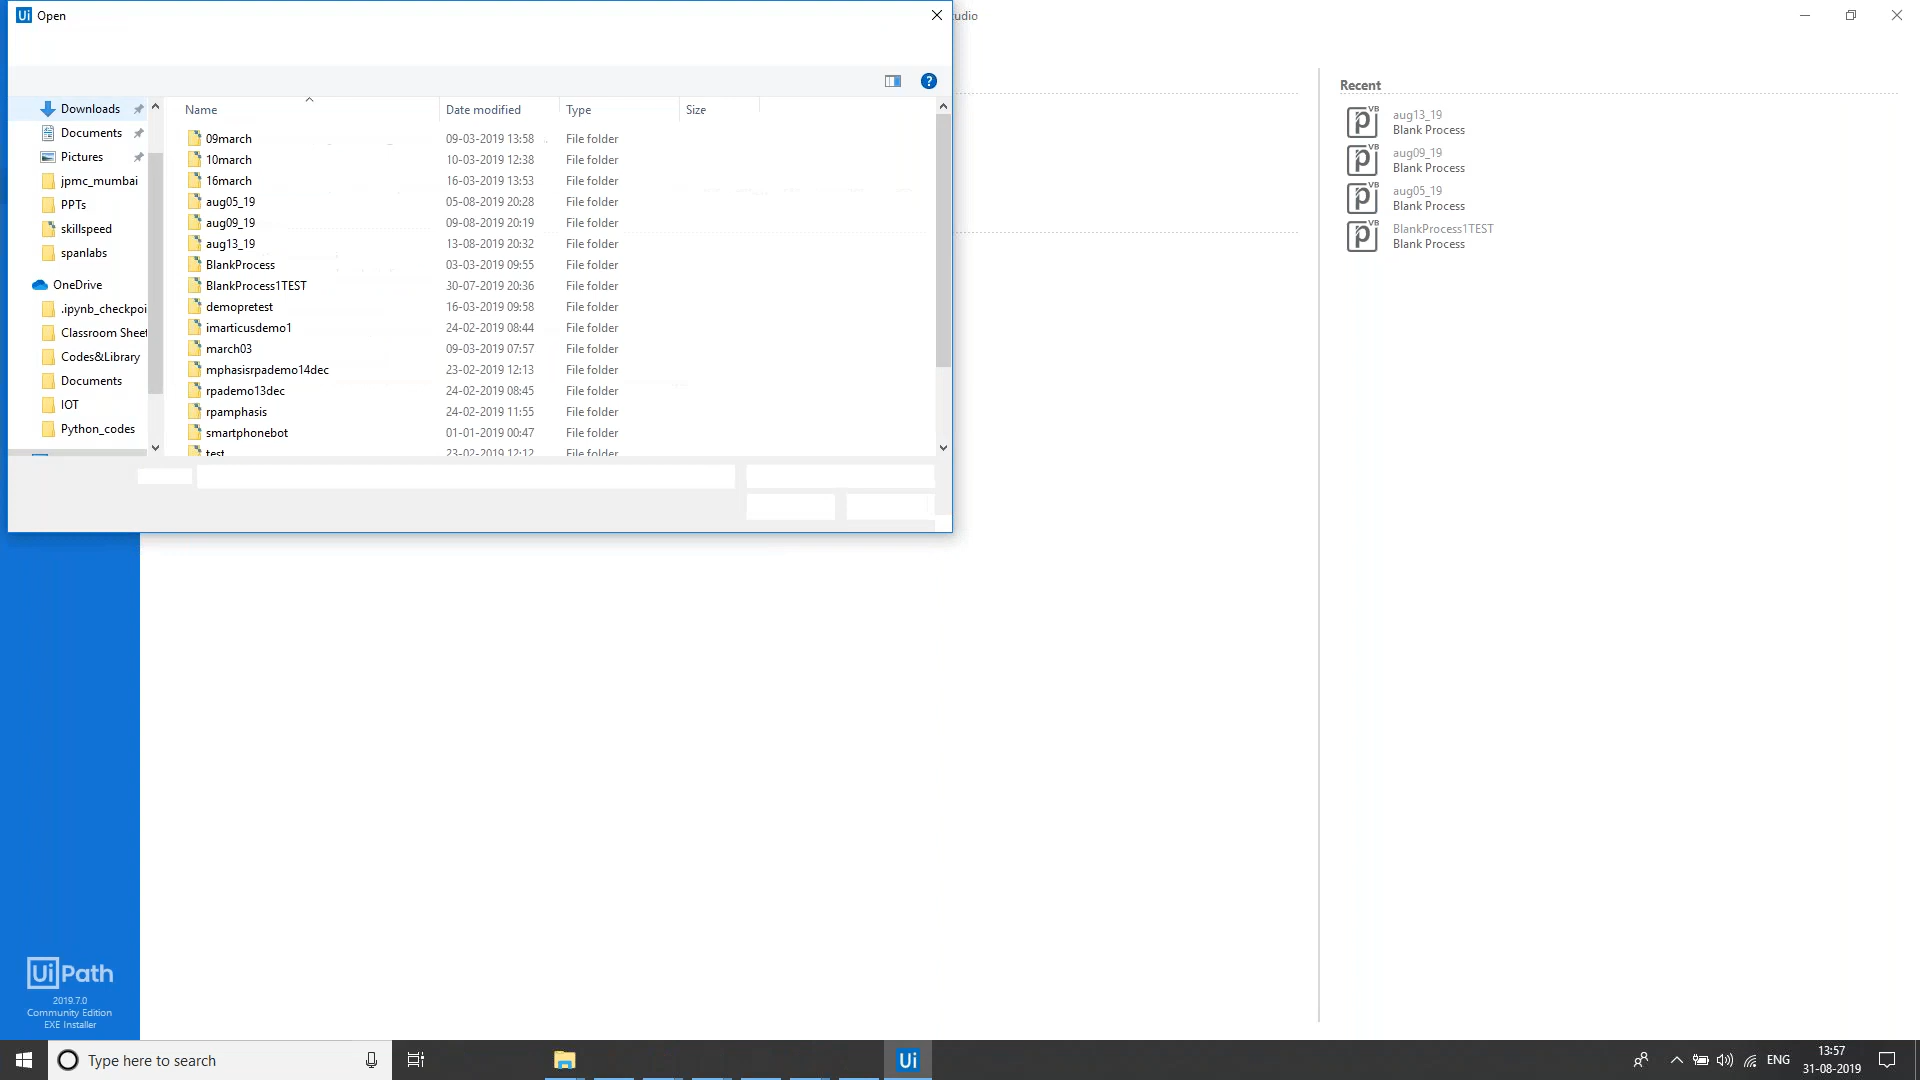 Ui Open
udio
Name Date modified Type Size
Downloads
Documents
Pictures
jpmc_mumbai
PPTs
skillspeed
spanlabs
OneDrive
.ipynb_checkpoi
Classroom Sheet
Codes&Library
Documents
IOT
Python_codes
09march 09-03-2019 13:58 File folder
10march 10-03-2019 12:38 File folder
16march 16-03-2019 13:53 File folder
aug05_19 05-08-2019 20:28 File folder
aug09_19 09-08-2019 20:19 File folder
aug13_19 13-08-2019 20:32 File folder
BlankProcess 03-03-2019 09:55 File folder
BlankProcess1TEST 30-07-2019 20:36 File folder
demopretest 16-03-2019 09:58 File folder
imarticusdemo1 24-02-2019 08:44 File folder
march03 09-03-2019 07:57 File folder
mphasisrpademo14dec 23-02-2019 12:13 File folder
rpademo13dec 24-02-2019 08:45 File folder
rpamphasis 24-02-2019 11:55 File folder
smartphonebot 01-01-2019 00:47 File folder
test 23-02-2019 12:12 File folder
Recent
aug13_19
Blank Process
aug09_19
Blank Process
aug05_19
Blank Process
BlankProcess1TEST
Blank Process
UiPath
2019.7.0
Community Edition
EXE Installer
Type here to search
Ui
ENG
13:57
31-08-2019